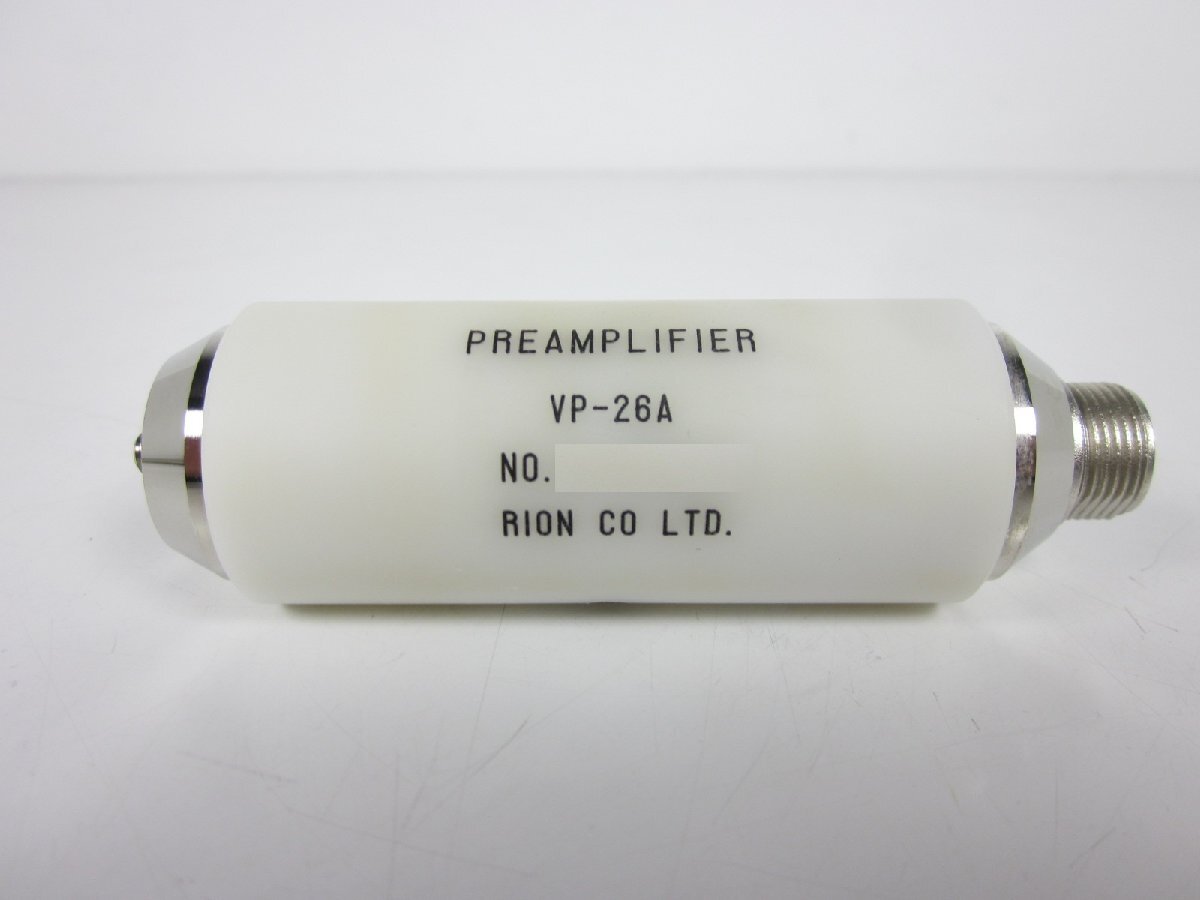 PREAMPLIFIER
VP-26A
NO.
RION CO LTD.